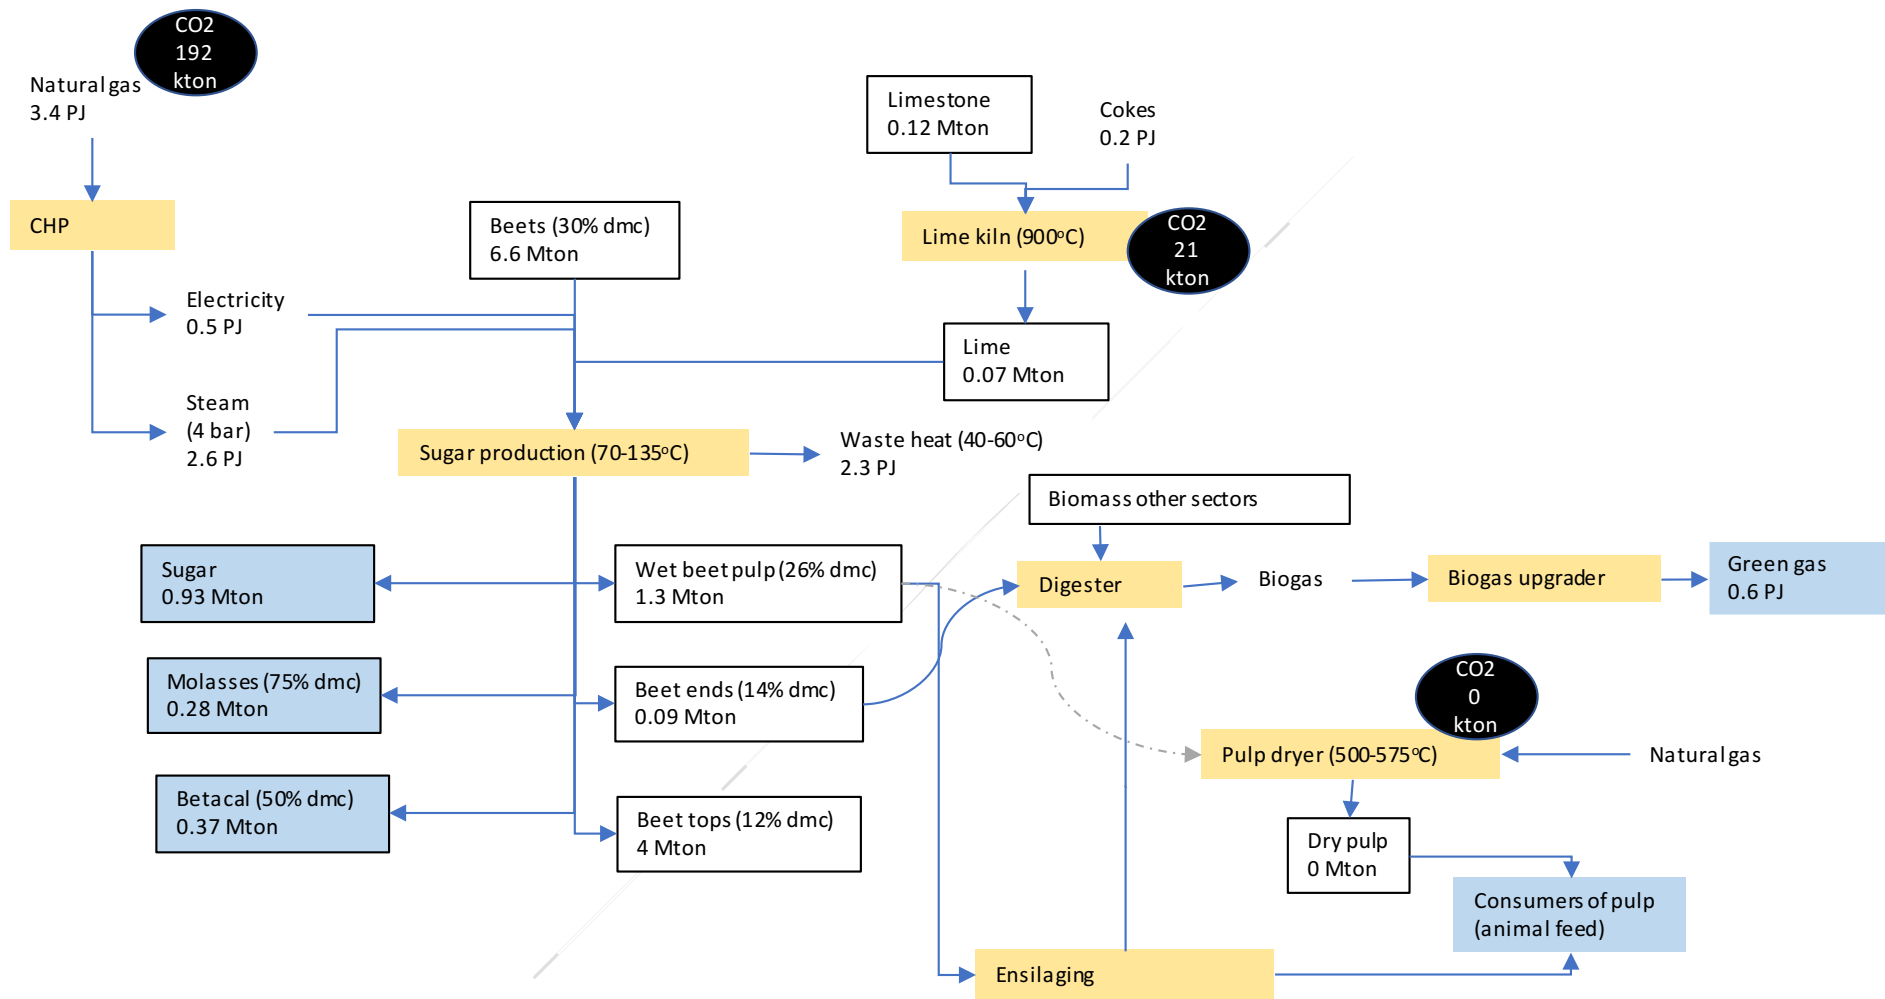 CO2
192
kton
Natural gas
3.4 PJ
CHP
Electricity
0.5 PJ
Steam
(4 bar)
2.6 PJ
Beets (30% dmc)
6.6 Mton
Limestone
0.12 Mton
Cokes
0.2 PJ
Lime kiln (900°C)
CO2
21
kton
Lime
0.07 Mton
Sugar production (70-135°C)
Waste heat (40-60°C)
2.3 PJ
Biomass other sectors
Sugar
0.93 Mton
Wet beet pulp (26% dmc)
1.3 Mton
Digester
Biogas
Biogas upgrader
Green gas
0.6 PJ
Molasses (75% dmc)
0.28 Mton
Beet ends (14% dmc)
0.09 Mton
CO2
0
kton
Pulp dryer (500-575°C)
Natural gas
Betacal (50% dmc)
0.37 Mton
Beet tops (12% dmc)
4 Mton
Dry pulp
0 Mton
Consumers of pulp
(animal feed)
Ensilaging